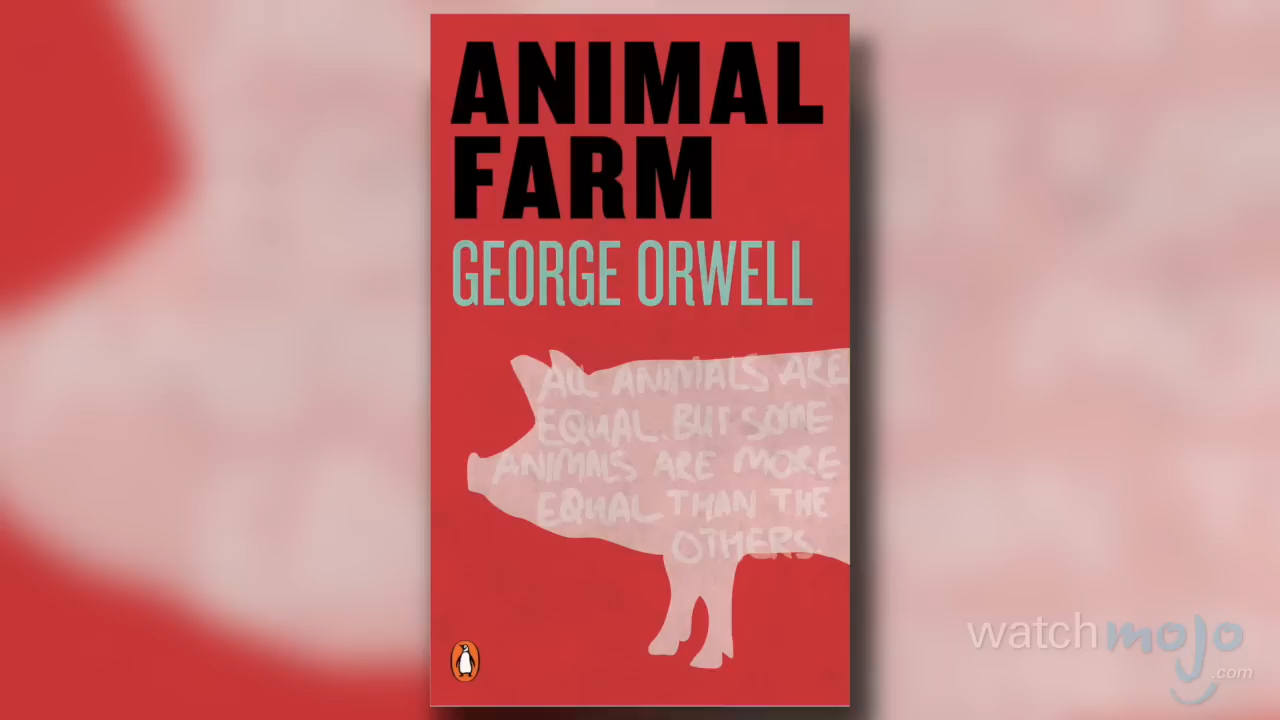 ANIMAL
FARM
GEORGE ORWELL
ALL ANIMALS ARE
EQUAL. BUT SOME
ANIMALS ARE MORE
EQUAL THAN THE
OTHERS.
watchmojo
.com